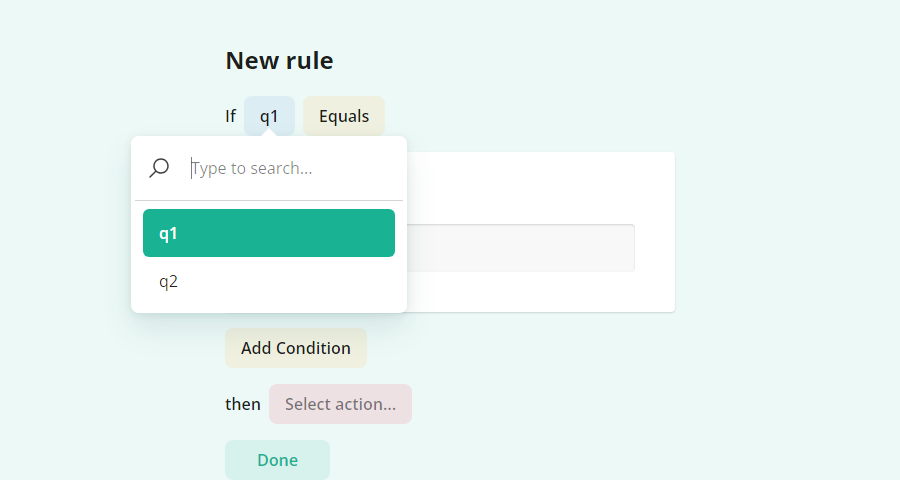 New rule
If q1 Equals
Type to search...
q1
q2
Add Condition
then Select action...
Done